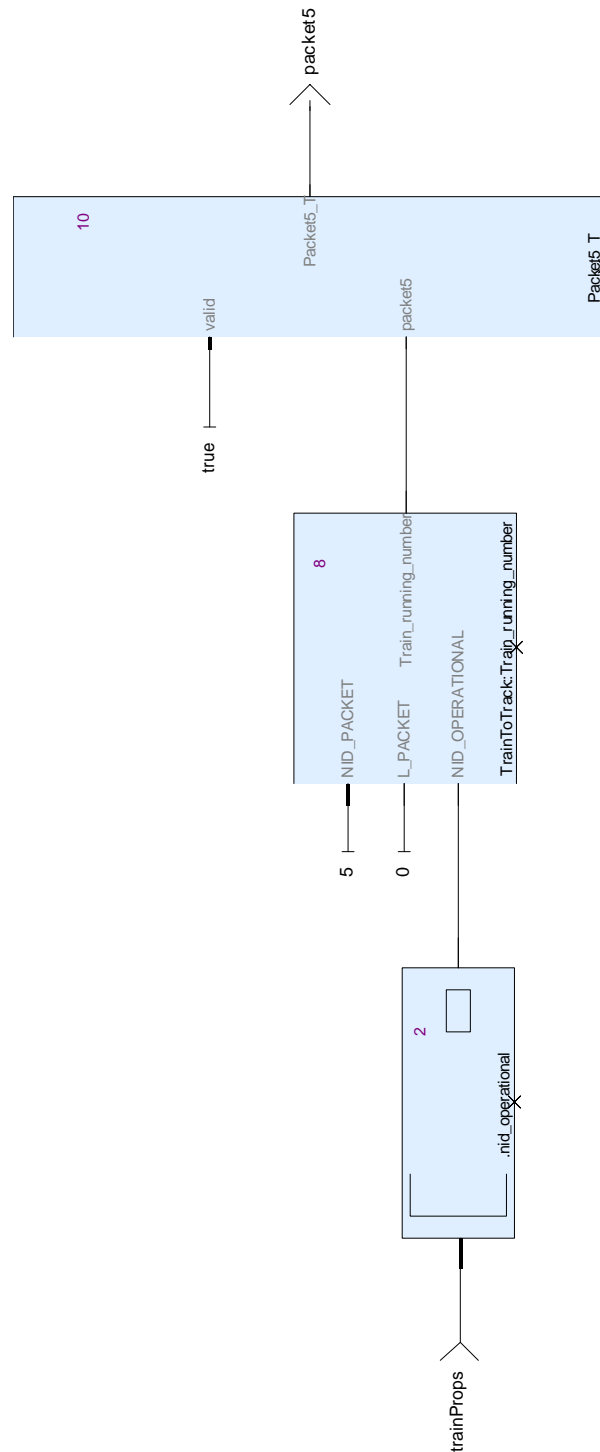 trainProps
2
.nid_operational
5
0
8
NID_PACKET
L_PACKET
Train_running_number
NID_OPERATIONAL
TrainToTrack::Train_running_number
true
10
valid
Packet5_T
packet5
Packet5_T
packet5